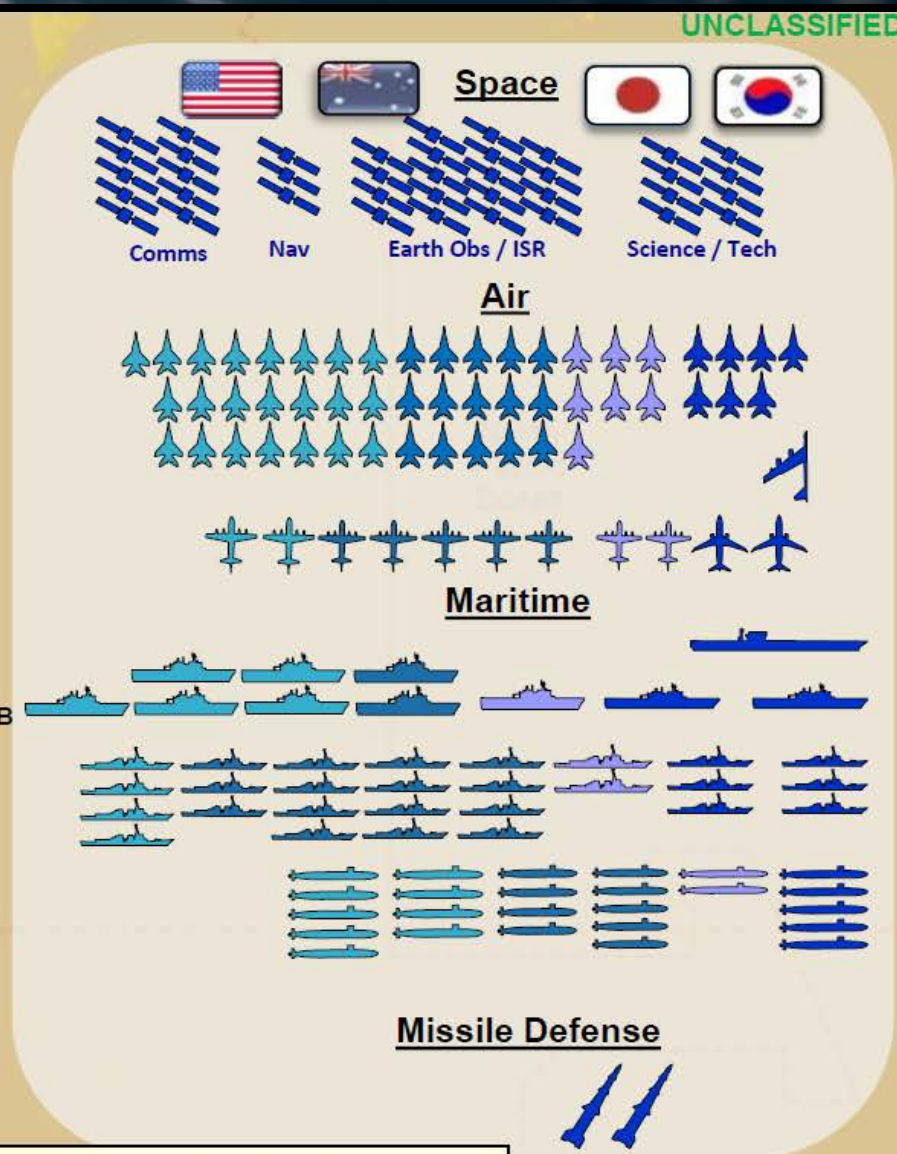 UNCLASSIFIED
Space
Comms
Nav
Earth Obs / ISR
Science / Tech
Air
Maritime
B
Missile Defense